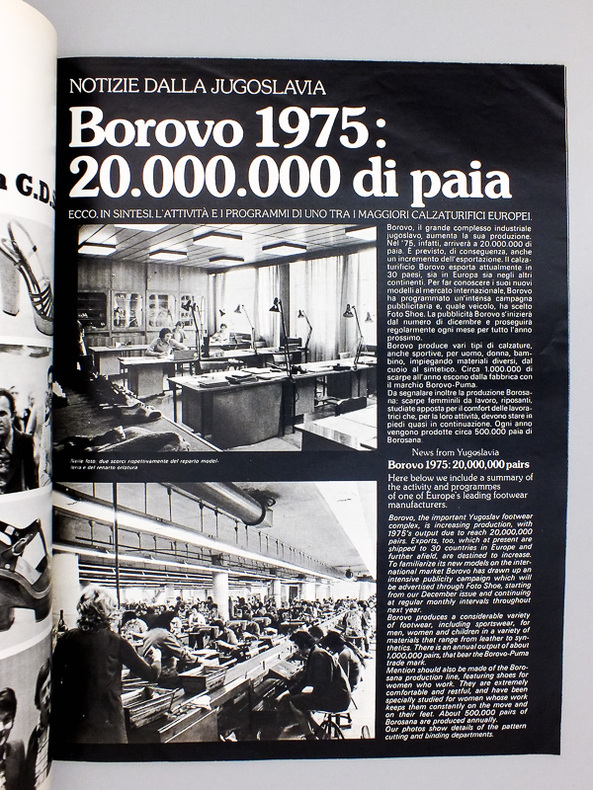 a G.D.
NOTIZIE DALLA JUGOSLAVIA
Borovo 1975:
20.000.000 di paia
ECCO, IN SINTESI, L'ATTIVITÀ E I PROGRAMMI DI UNO TRA I MAGGIORI CALZATURIFICI EUROPEI.
Borovo, il grande complesso industriale
jugoslavo, aumenta la sua produzione.
Nel '75, infatti, arriverà a 20.000.000 di
paia. È previsto, di conseguenza, anche
un incremento dell'esportazione. Il calza-
turificio Borovo esporta attualmente in
30 paesi, sia in Europa sia negli altri
continenti. Per far conoscere i suoi nuovi
modelli al mercato internazionale, Borovo
ha programmato un'intensa campagna
pubblicitaria e, quale veicolo, ha scelto
Foto Shoe. La pubblicità Borovo s'inizierà
dal numero di dicembre e proseguirà
regolarmente ogni mese per tutto l'anno
prossimo.
Borovo produce vari tipi di calzature,
anche sportive, per uomo, donna, bam-
bino, impiegando materiali diversi, dal
cuoio al sintetico. Circa 1.000.000 di
scarpe all'anno escono dalla fabbrica con
il marchio Borovo-Puma.
Da segnalare inoltre la produzione Borosa-
na: scarpe femminili da lavoro, riposanti,
studiate apposta per il comfort delle lavora-
trici che, per la loro attività, devono stare in
piedi quasi in continuazione. Ogni anno
vengono prodotte circa 500.000 paia di
Borosana.
Nelle foto: due scorci rispettivamente del reparto model-
leria e del reparto orlatura
News from Yugoslavia
Borovo 1975: 20,000,000 pairs
Here below we include a summary of
the activity and programmes
of one of Europe's leading footwear
manufacturers.
Borovo, the important Yugoslav footwear
complex, is increasing production, with
1975's output due to reach 20,000,000
pairs. Exports, too, which at present are
shipped to 30 countries in Europe and
further afield, are destined to increase.
To familiarize its new models on the inter-
national market Borovo has drawn up an
intensive publicity campaign which will
be advertised through Foto Shoe, starting
from our December issue and continuing
at regular monthly intervals throughout
next year.
Borovo produces a considerable variety
of footwear, including sportswear, for
men, women and children in a variety of
materials that range from leather to syn-
thetics. There is an annual output of about
1,000,000 pairs, that bear the Borovo-Puma
trade mark.
Mention should also be made of the Boro-
sana production line, featuring shoes for
women who work. They are extremely
comfortable and restful, and have been
specially studied for women whose work
keeps them constantly on the move and
on their feet. About 500,000 pairs of
Borosana are produced annually.
Our photos show details of the pattern
cutting and binding departments.